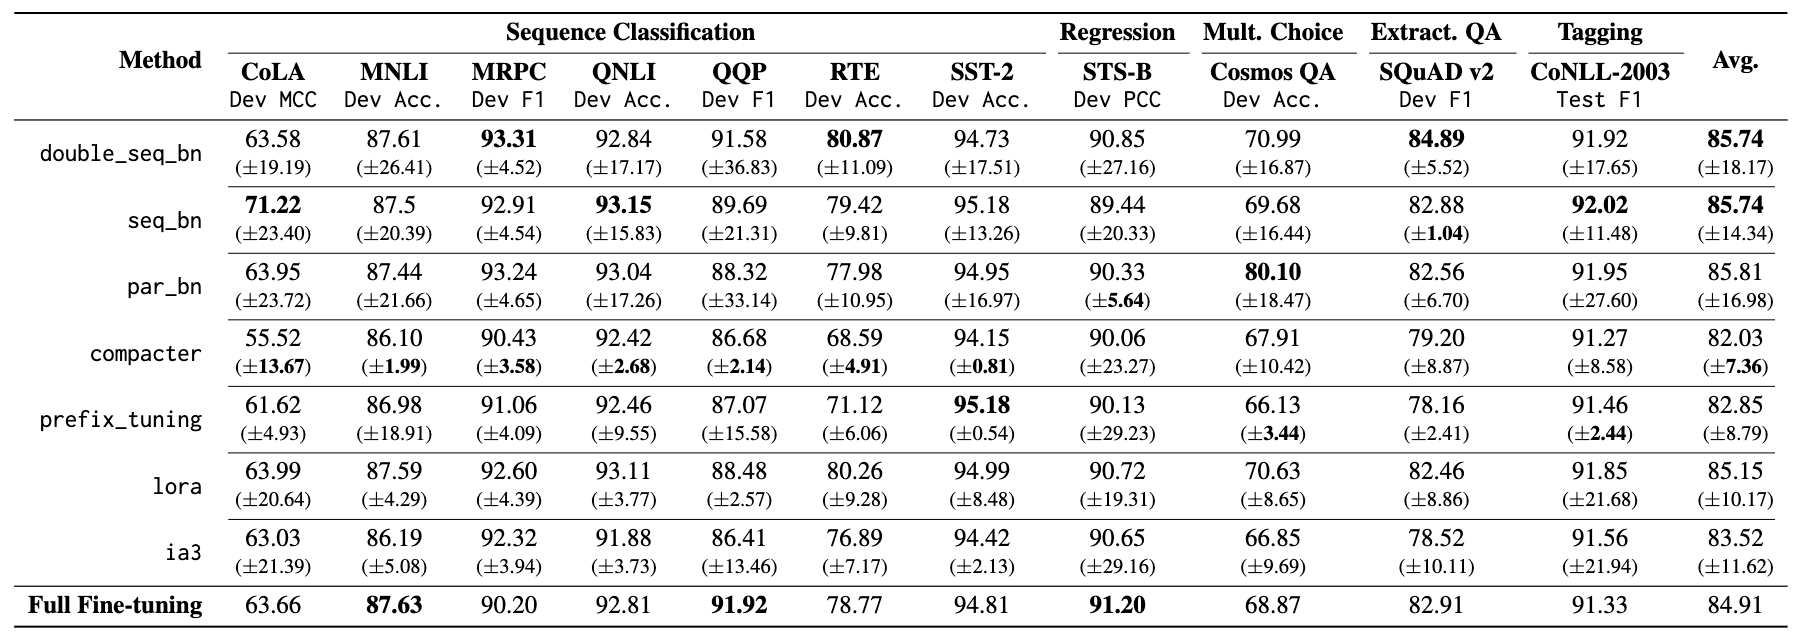 Method Sequence Classification Regression Mult. Choice Extract. QA Tagging Avg.
CoLA MNLI MRPC QNLI QQP RTE SST-2 STS-B Cosmos QA SQuAD v2 CoNLL-2003
Dev MCC Dev Acc. Dev F1 Dev Acc. Dev F1 Dev Acc. Dev Acc. Dev PCC Dev Acc. Dev F1 Test F1
double_seq_bn 63.58 87.61 93.31 92.84 91.58 80.87 94.73 90.85 70.99 84.89 91.92 85.74
(±19.19) (±26.41) (±4.52) (±17.17) (±36.83) (±11.09) (±17.51) (±27.16) (±16.87) (±5.52) (±17.65) (±18.17)
seq_bn 71.22 87.5 92.91 93.15 89.69 79.42 95.18 89.44 69.68 82.88 92.02 85.74
(±23.40) (±20.39) (±4.54) (±15.83) (±21.31) (±9.81) (±13.26) (±20.33) (±16.44) (±1.04) (±11.48) (±14.34)
par_bn 63.95 87.44 93.24 93.04 88.32 77.98 94.95 90.33 80.10 82.56 91.95 85.81
(±23.72) (±21.66) (±4.65) (±17.26) (±33.14) (±10.95) (±16.97) (±5.64) (±18.47) (±6.70) (±27.60) (±16.98)
compacter 55.52 86.10 90.43 92.42 86.68 68.59 94.15 90.06 67.91 79.20 91.27 82.03
(±13.67) (±1.99) (±3.58) (±2.68) (±2.14) (±4.91) (±0.81) (±23.27) (±10.42) (±8.87) (±8.58) (±7.36)
prefix_tuning 61.62 86.98 91.06 92.46 87.07 71.12 95.18 90.13 66.13 78.16 91.46 82.85
(±4.93) (±18.91) (±4.09) (±9.55) (±15.58) (±6.06) (±0.54) (±29.23) (±3.44) (±2.41) (±2.44) (±8.79)
lora 63.99 87.59 92.60 93.11 88.48 80.26 94.99 90.72 70.63 82.46 91.85 85.15
(±20.64) (±4.29) (±4.39) (±3.77) (±2.57) (±9.28) (±8.48) (±19.31) (±8.65) (±8.86) (±21.68) (±10.17)
ia3 63.03 86.19 92.32 91.88 86.41 76.89 94.42 90.65 66.85 78.52 91.56 83.52
(±21.39) (±5.08) (±3.94) (±3.73) (±13.46) (±7.17) (±2.13) (±29.16) (±9.69) (±10.11) (±21.94) (±11.62)
Full Fine-tuning 63.66 87.63 90.20 92.81 91.92 78.77 94.81 91.20 68.87 82.91 91.33 84.91